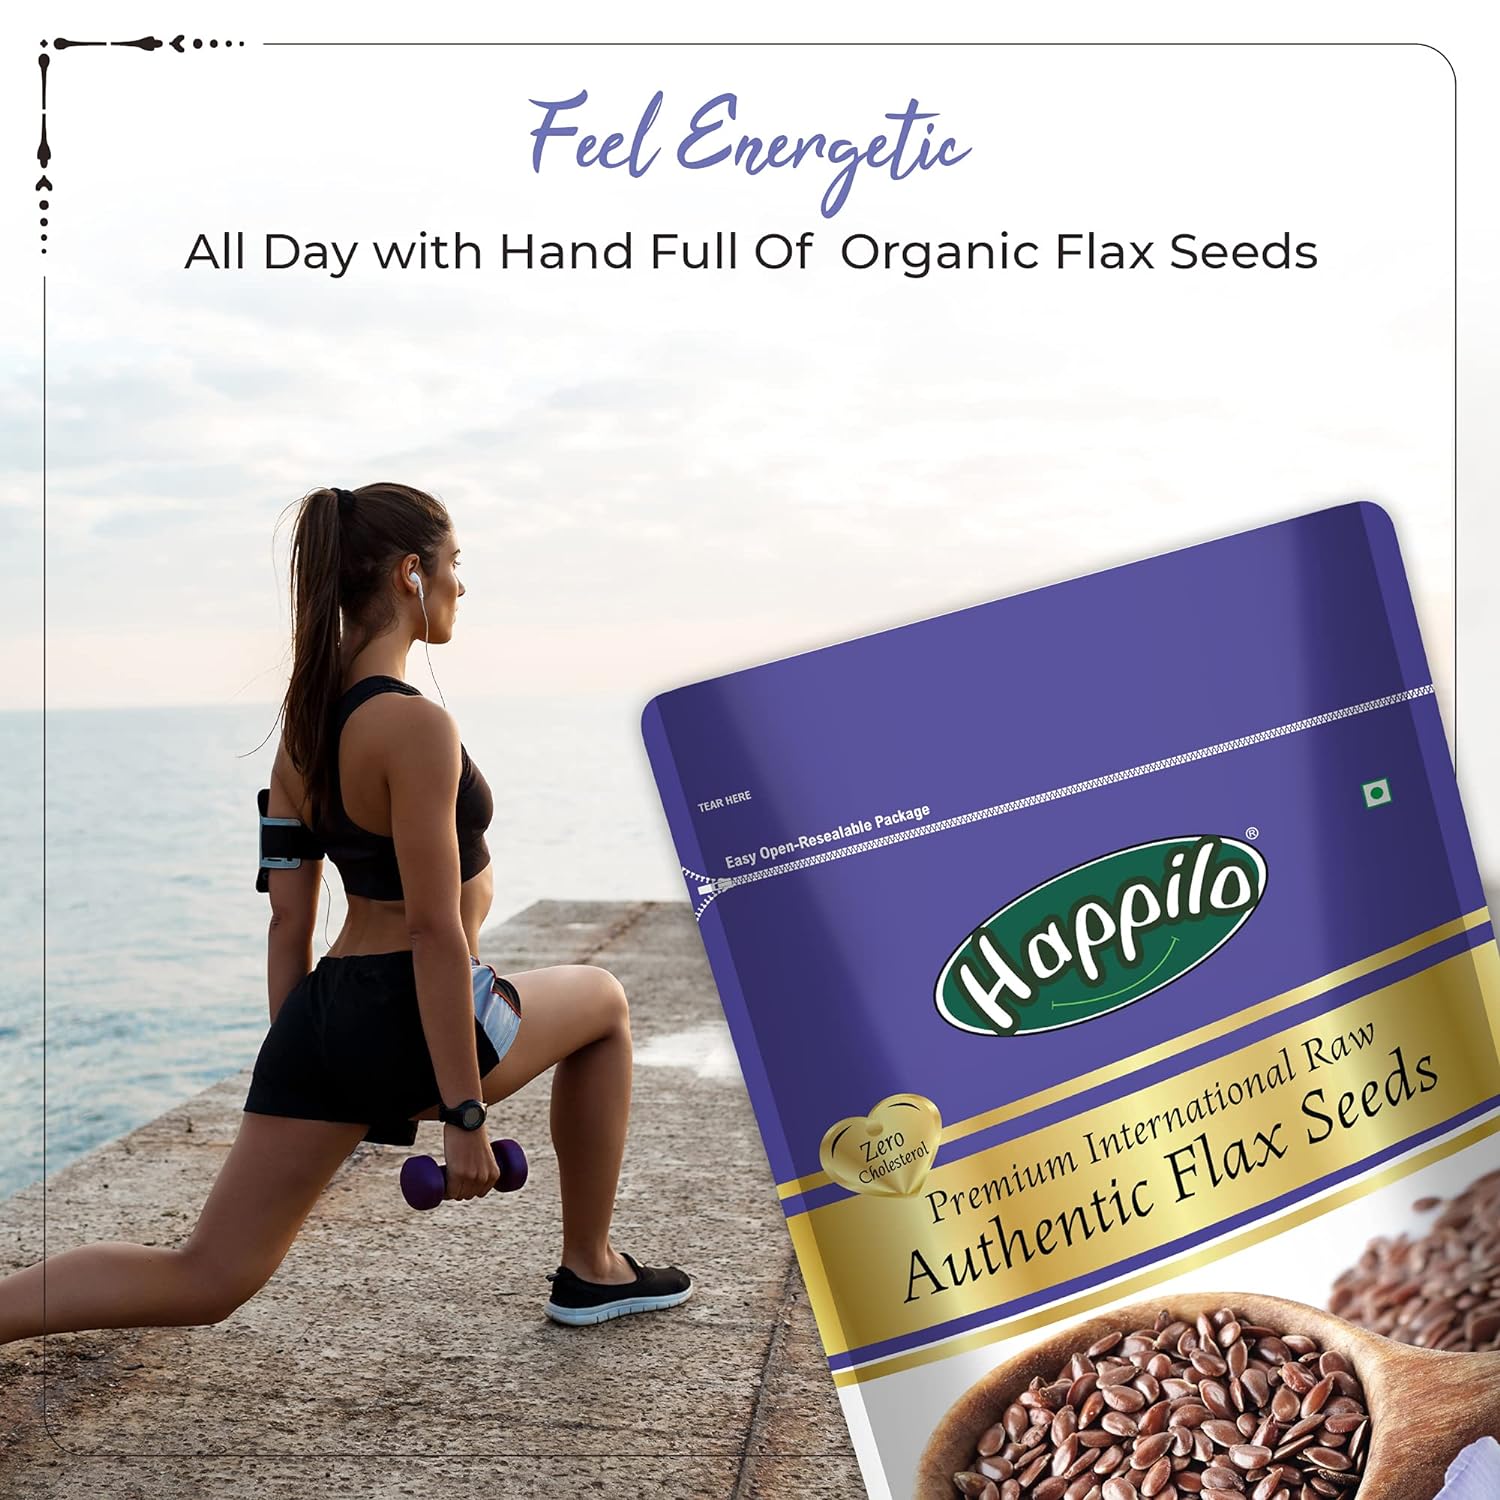 Feel Energetic
All Day with Hand Full Of  Organic Flax Seeds
TEAR HERE
Easy Open-Resealable Package
Happilo®
Zero
Cholesterol
Premium International Raw
Authentic Flax Seeds